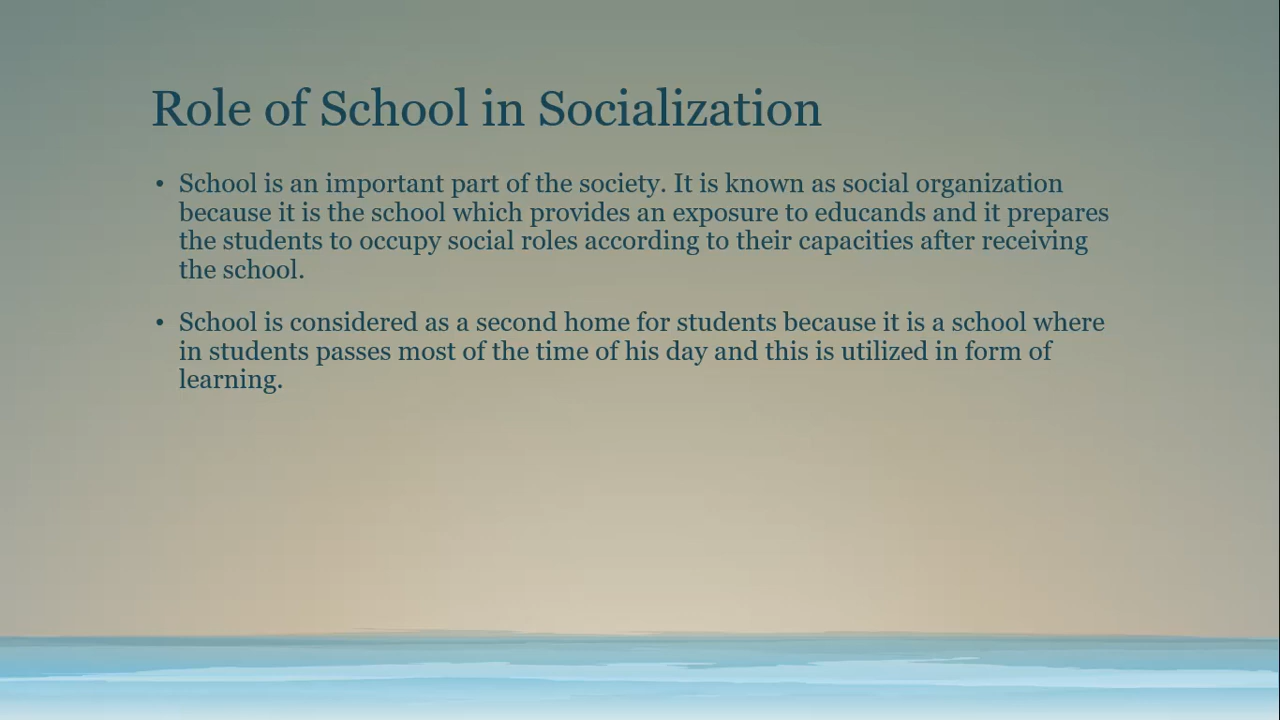 Role of School in Socialization
• School is an important part of the society. It is known as social organization
because it is the school which provides an exposure to educands and it prepares
the students to occupy social roles according to their capacities after receiving
the school.
• School is considered as a second home for students because it is a school where
in students passes most of the time of his day and this is utilized in form of
learning.